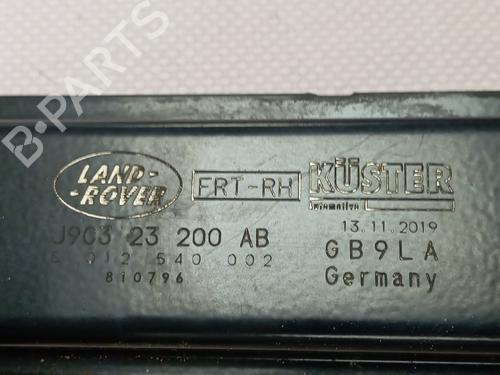 B-PARTS
LAND-
-ROVER
FRT-RH
KÜSTER
J9C3 23 200 AB
13.11.2019
5 012 540 002
GB9LA
810796
Germany